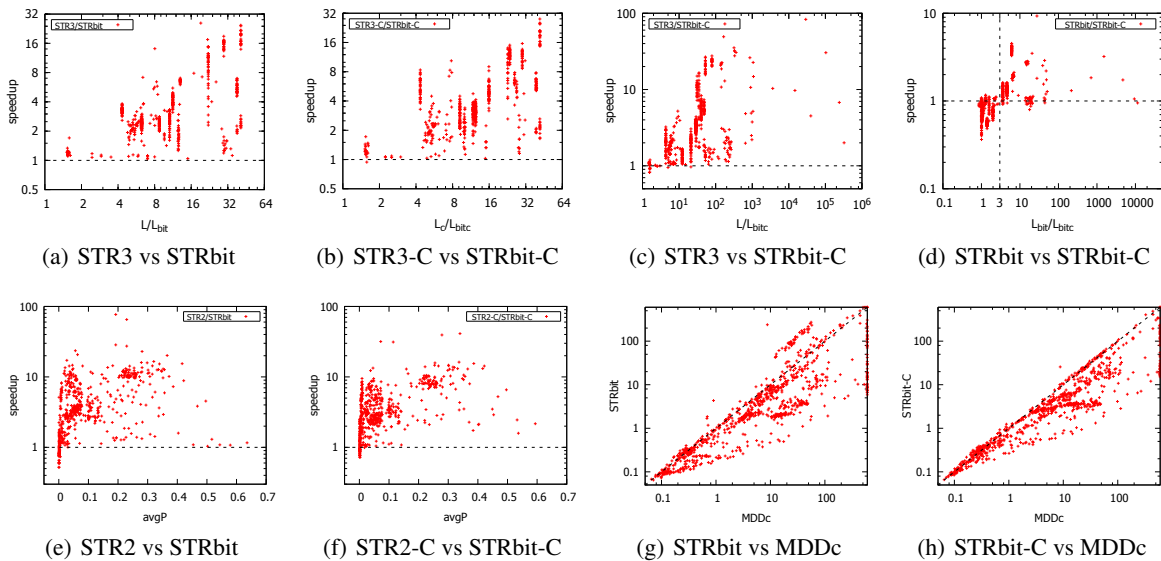 32
16
8
4
2
1
0.5
speedup
STR3/STRbit
1 2 4 8 16 32 64
L/Lbit
(a) STR3 vs STRbit
32
16
8
4
2
1
0.5
speedup
STR3-C/STRbit-C
1 2 4 8 16 32 64
Lc/Lbitc
(b) STR3-C vs STRbit-C
100
10
1
0.1
speedup
STR3/STRbit-C
1 10^1 10^2 10^3 10^4 10^5 10^6
L/Lbitc
(c) STR3 vs STRbit-C
10
1
0.1
speedup
STRbit/STRbit-C
0.1 1 3 10 100 1000 10000
Lbit/Lbitc
(d) STRbit vs STRbit-C
100
10
1
speedup
STR2/STRbit
0 0.1 0.2 0.3 0.4 0.5 0.6 0.7
avgP
(e) STR2 vs STRbit
100
10
1
speedup
STR2-C/STRbit-C
0 0.1 0.2 0.3 0.4 0.5 0.6 0.7
avgP
(f) STR2-C vs STRbit-C
100
10
1
0.1
STRbit
0.1 1 10 100
MDDc
(g) STRbit vs MDDc
100
10
1
0.1
STRbit-C
0.1 1 10 100
MDDc
(h) STRbit-C vs MDDc